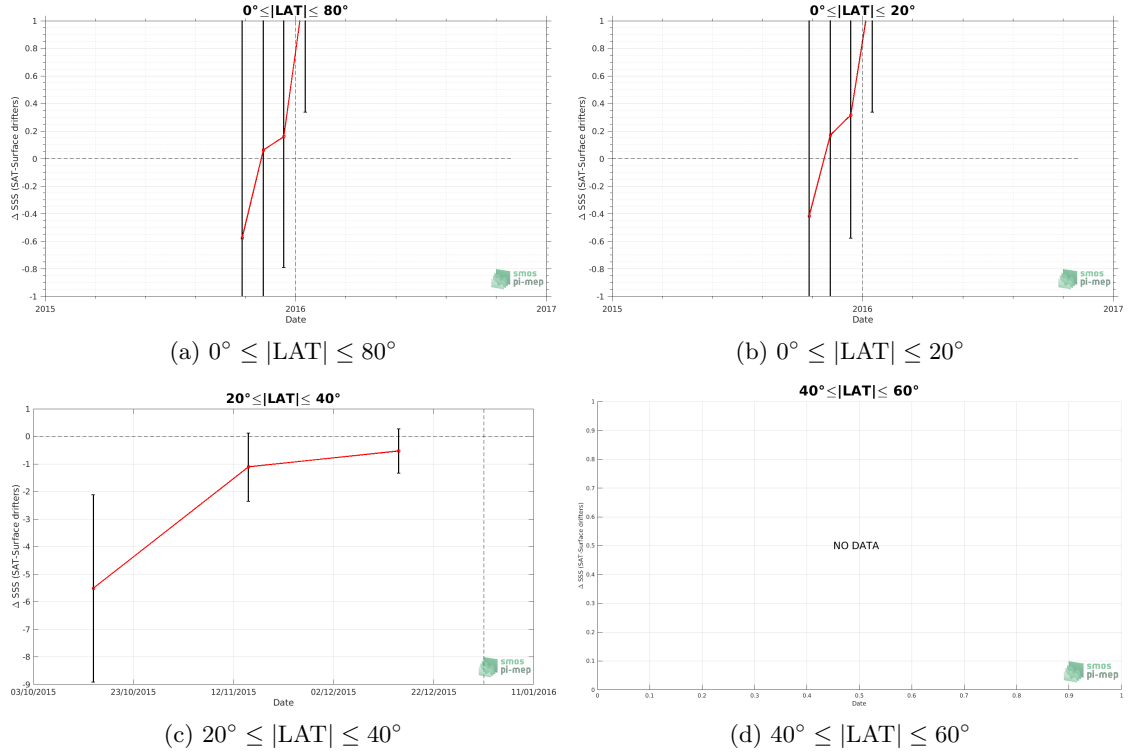 0°≤|LAT|≤ 80°
Δ SSS (SAT-Surface drifters)
1
0.8
0.6
0.4
0.2
0
-0.2
-0.4
-0.6
-0.8
-1
2015 2016 2017
Date
smos
pi-mep
(a) 0° ≤ |LAT| ≤ 80°
0°≤|LAT|≤ 20°
Δ SSS (SAT-Surface drifters)
1
0.8
0.6
0.4
0.2
0
-0.2
-0.4
-0.6
-0.8
-1
2015 2016 2017
Date
smos
pi-mep
(b) 0° ≤ |LAT| ≤ 20°
20°≤|LAT|≤ 40°
Δ SSS (SAT-Surface drifters)
1
0
-1
-2
-3
-4
-5
-6
-7
-8
-9
03/10/2015 23/10/2015 12/11/2015 02/12/2015 22/12/2015 11/01/2016
Date
smos
pi-mep
(c) 20° ≤ |LAT| ≤ 40°
40°≤|LAT|≤ 60°
Δ SSS (SAT-Surface drifters)
1
0.9
0.8
0.7
0.6
0.5
0.4
0.3
0.2
0.1
0
NO DATA
0 0.1 0.2 0.3 0.4 0.5 0.6 0.7 0.8 0.9 1
Date
smos
pi-mep
(d) 40° ≤ |LAT| ≤ 60°